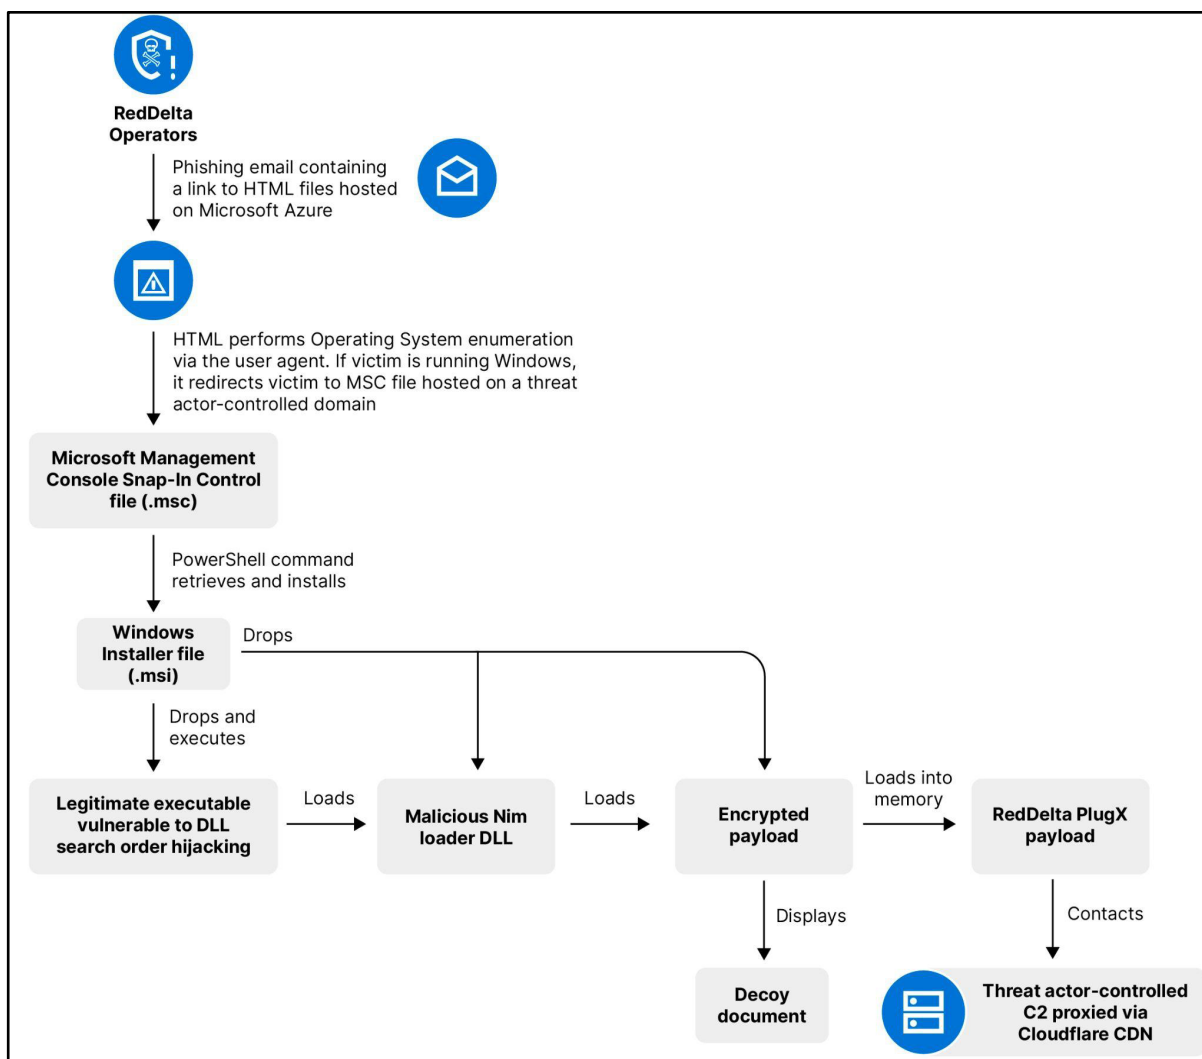 RedDelta
Operators
Phishing email containing
a link to HTML files hosted
on Microsoft Azure
HTML performs Operating System enumeration
via the user agent. If victim is running Windows,
it redirects victim to MSC file hosted on a threat
actor-controlled domain
Microsoft Management
Console Snap-In Control
file (.msc)
PowerShell command
retrieves and installs
Windows
Installer file
(.msi)
Drops
Drops and
executes
Legitimate executable
vulnerable to DLL
search order hijacking
Loads
Malicious Nim
loader DLL
Loads
Encrypted
payload
Loads into
memory
RedDelta PlugX
payload
Displays
Contacts
Decoy
document
Threat actor-controlled
C2 proxied via
Cloudflare CDN